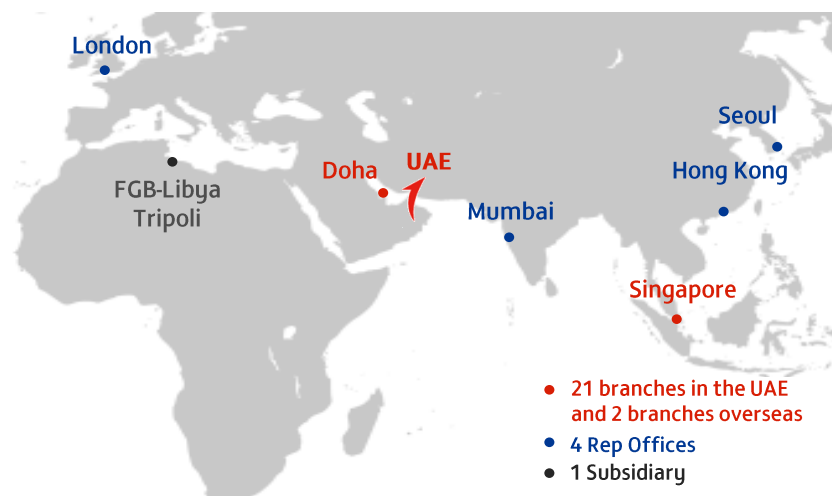 London
Seoul
UAE
Doha
Hong Kong
FGB-Libya
Tripoli
Mumbai
Singapore
21 branches in the UAE
and 2 branches overseas
4 Rep Offices
1 Subsidiary